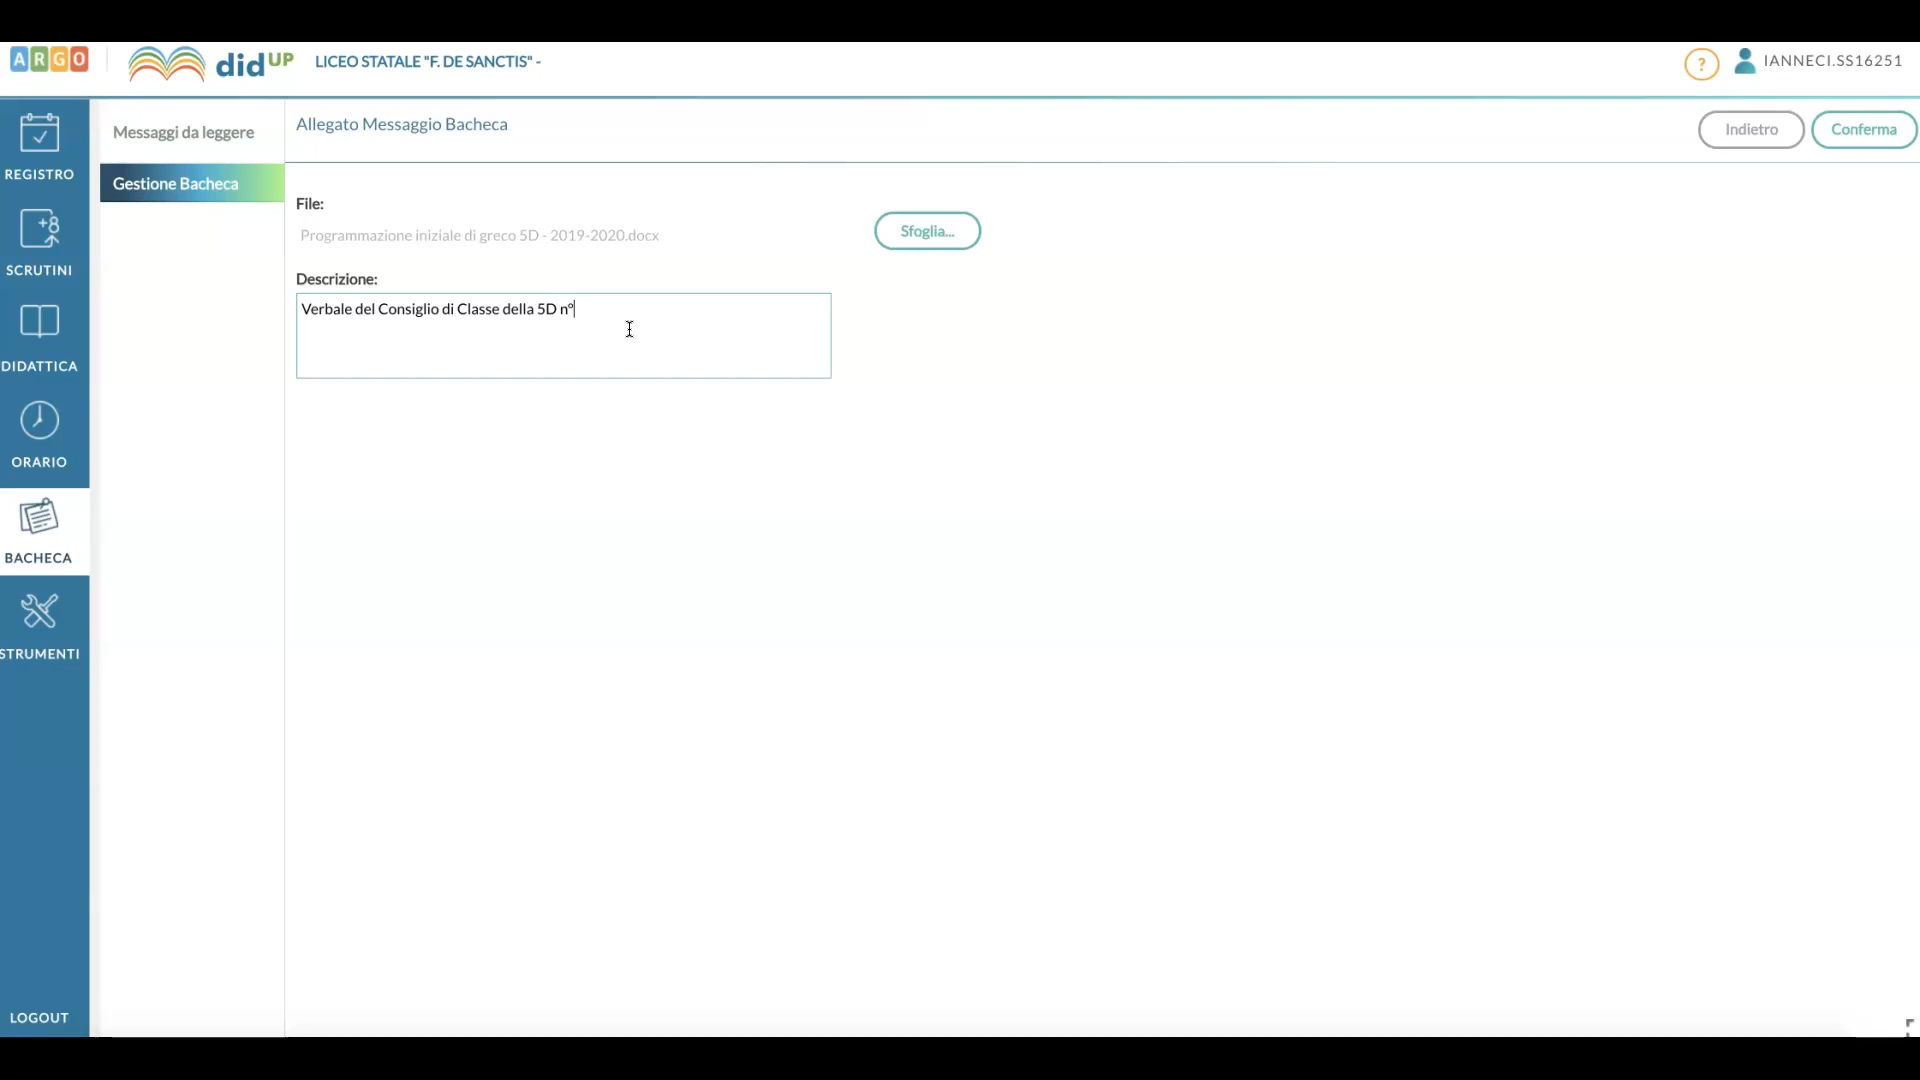 ARGO
didUP
LICEO STATALE "F. DE SANCTIS" -
?
IANNECI.SS16251
REGISTRO
+8
SCRUTINI
DIDATTICA
ORARIO
BACHECA
STRUMENTI
LOGOUT
Messaggi da leggere
Gestione Bacheca
Allegato Messaggio Bacheca
Indietro
Conferma
File:
Programmazione iniziale di greco 5D - 2019-2020.docx
Sfoglia...
Descrizione:
Verbale del Consiglio di Classe della 5D n°